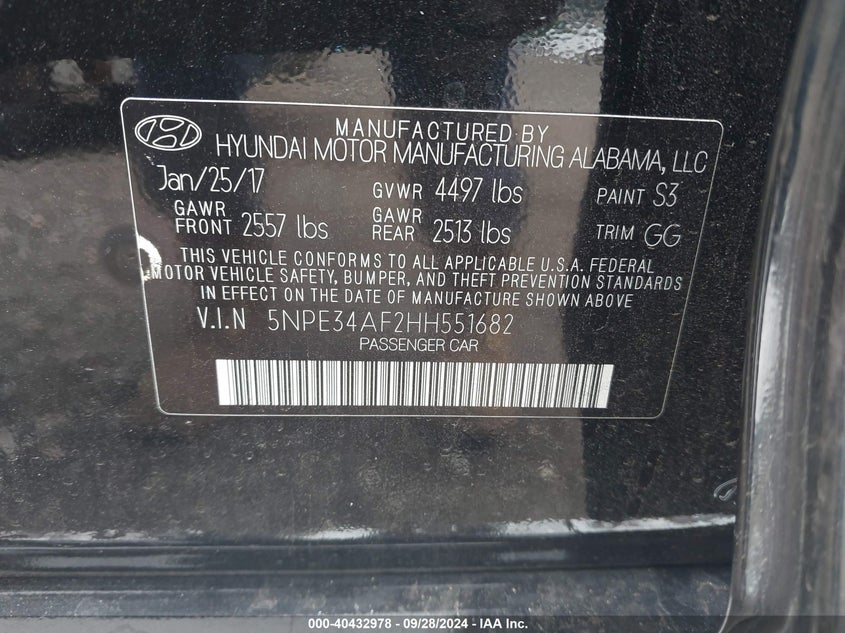 MANUFACTURED BY
HYUNDAI MOTOR MANUFACTURING ALABAMA, LLC
Jan/25/17 GVWR 4497 lbs PAINT S3
GAWR FRONT 2557 lbs GAWR REAR 2513 lbs TRIM GG
THIS VEHICLE CONFORMS TO ALL APPLICABLE U.S.A. FEDERAL
MOTOR VEHICLE SAFETY, BUMPER, AND THEFT PREVENTION STANDARDS
IN EFFECT ON THE DATE OF MANUFACTURE SHOWN ABOVE
V.I.N 5NPE34AF2HH551682
PASSENGER CAR
000-40432978 | 09/28/2024 | IAA Inc.